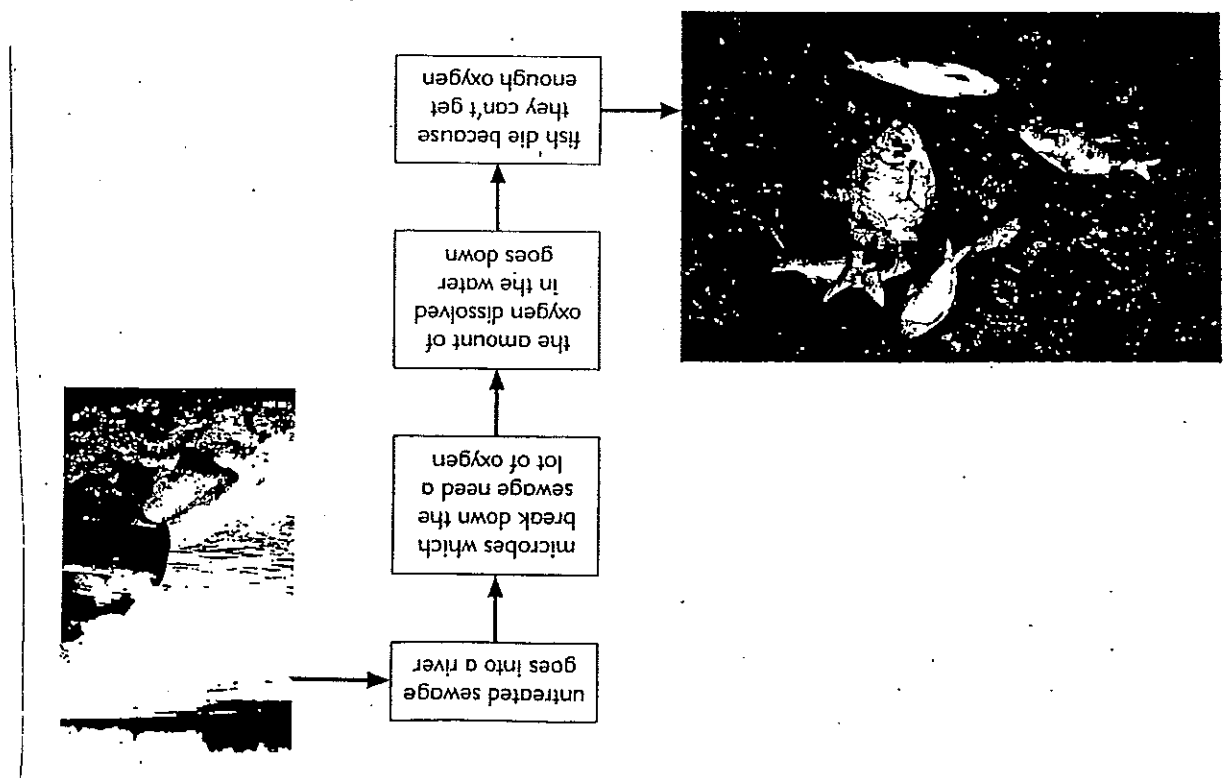 untreated sewage
goes into a river
microbes which
break down the
sewage need a
lot of oxygen
the amount of
oxygen dissolved
in the water
goes down
fish die because
they can't get
enough oxygen